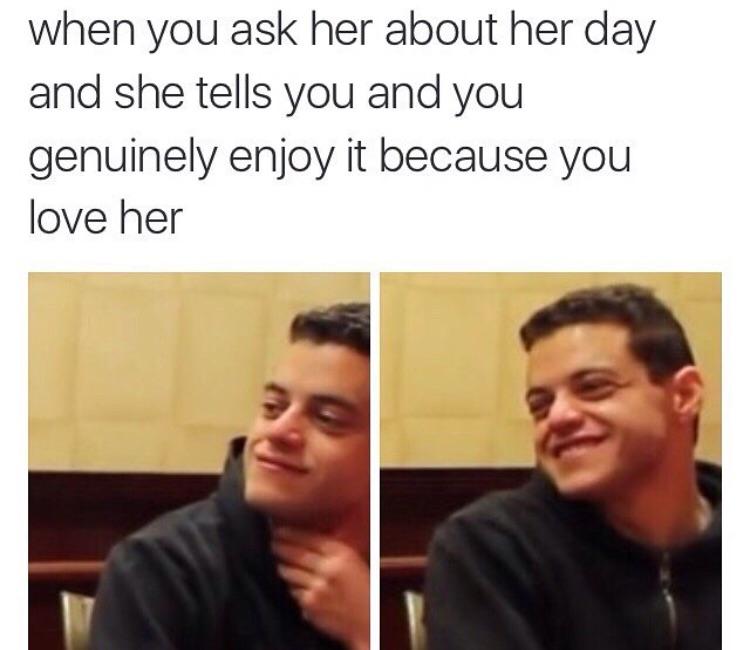 when you ask her about her day
and she tells you and you
genuinely enjoy it because you
love her